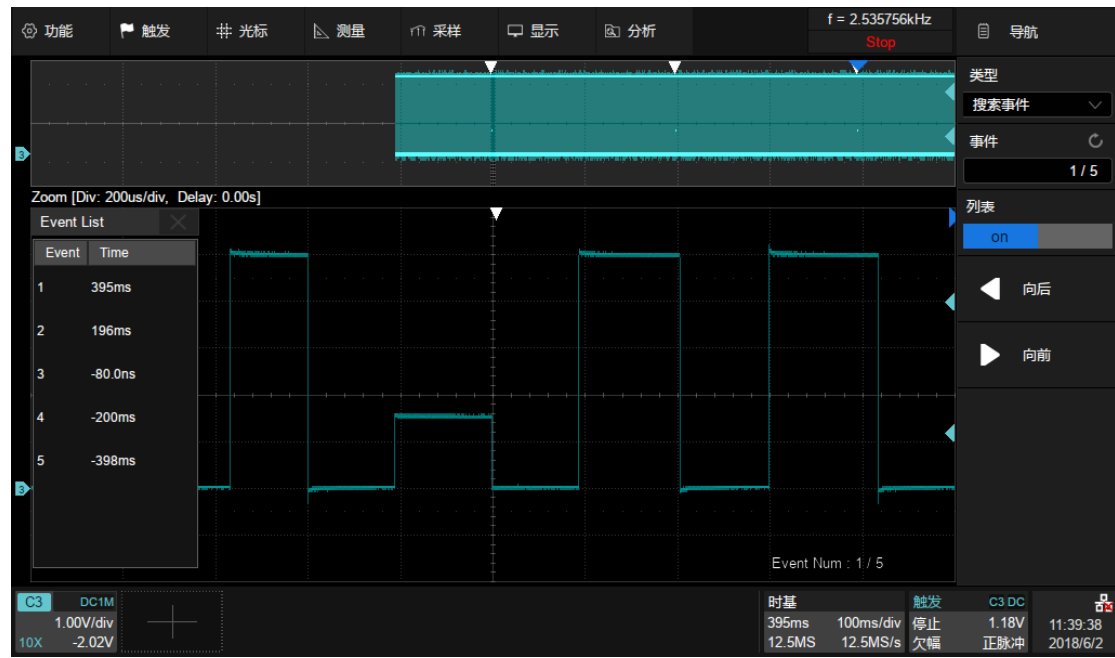 功能 触发 光标 测量 采样 显示 分析 f = 2.535756kHz 导航
Stop
类型
搜索事件
事件
1 / 5
3
Zoom [Div: 200us/div, Delay: 0.00s]
列表
Event List
on
Event Time
1 395ms
向后
2 196ms
向前
3 -80.0ns
4 -200ms
5 -398ms
3
Event Num : 1 / 5
C3 DC1M 时基 触发 C3 DC
1.00V/div 395ms 100ms/div 停止 1.18V 11:39:38
10X -2.02V 12.5MS 12.5MS/s 欠幅 正脉冲 2018/6/2